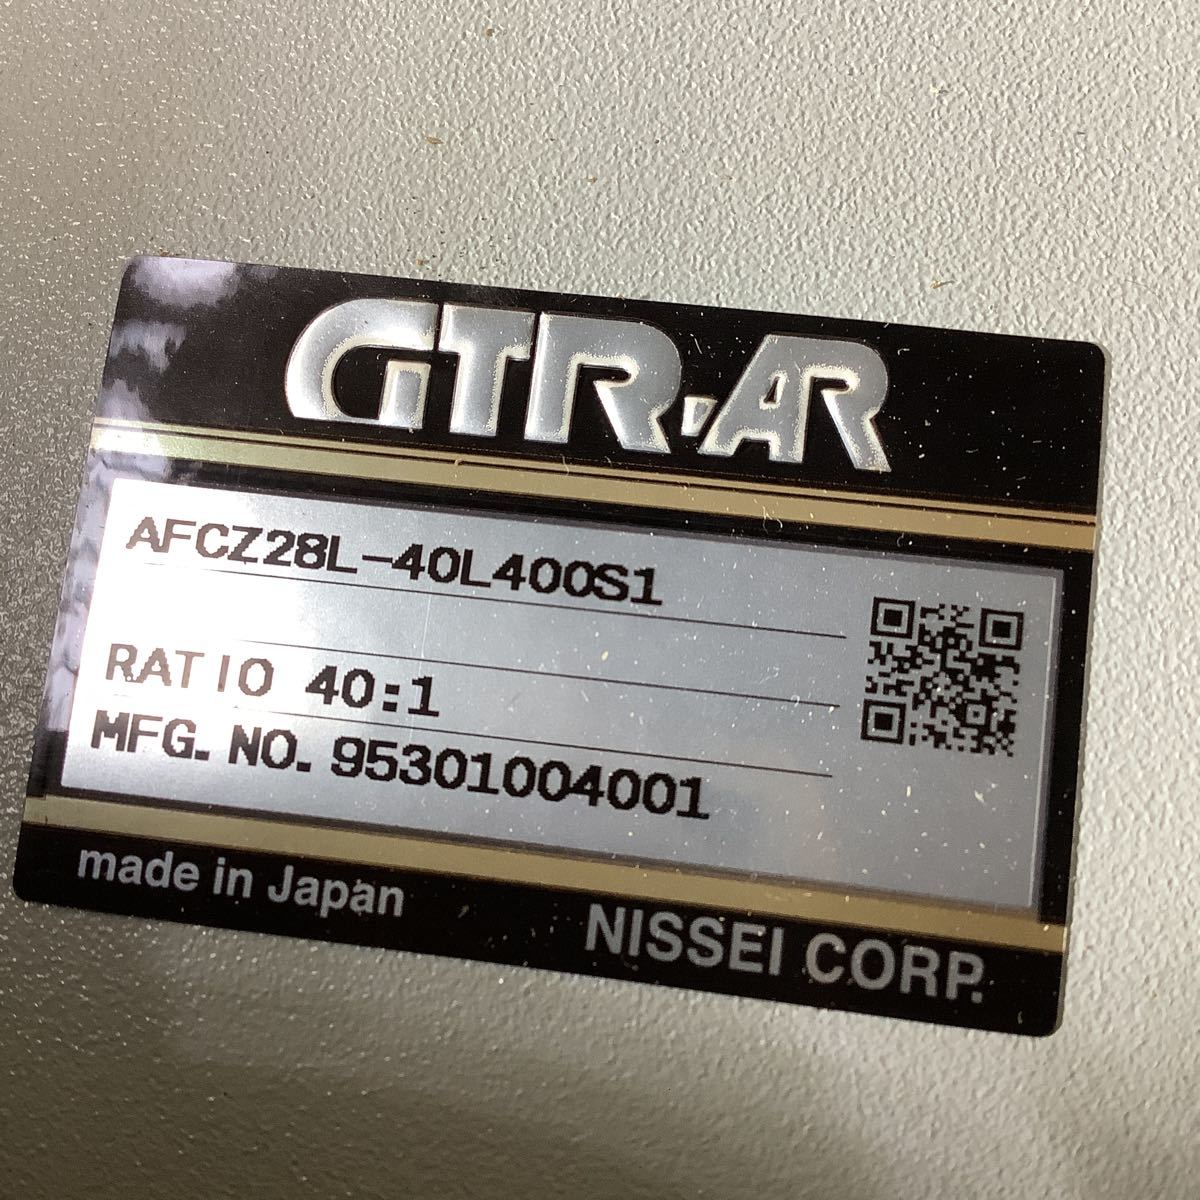 GTR·AR
AFCZ28L-40L400S1
RATIO 40:1
MFG. NO. 95301004001
made in Japan
NISSEI CORP.